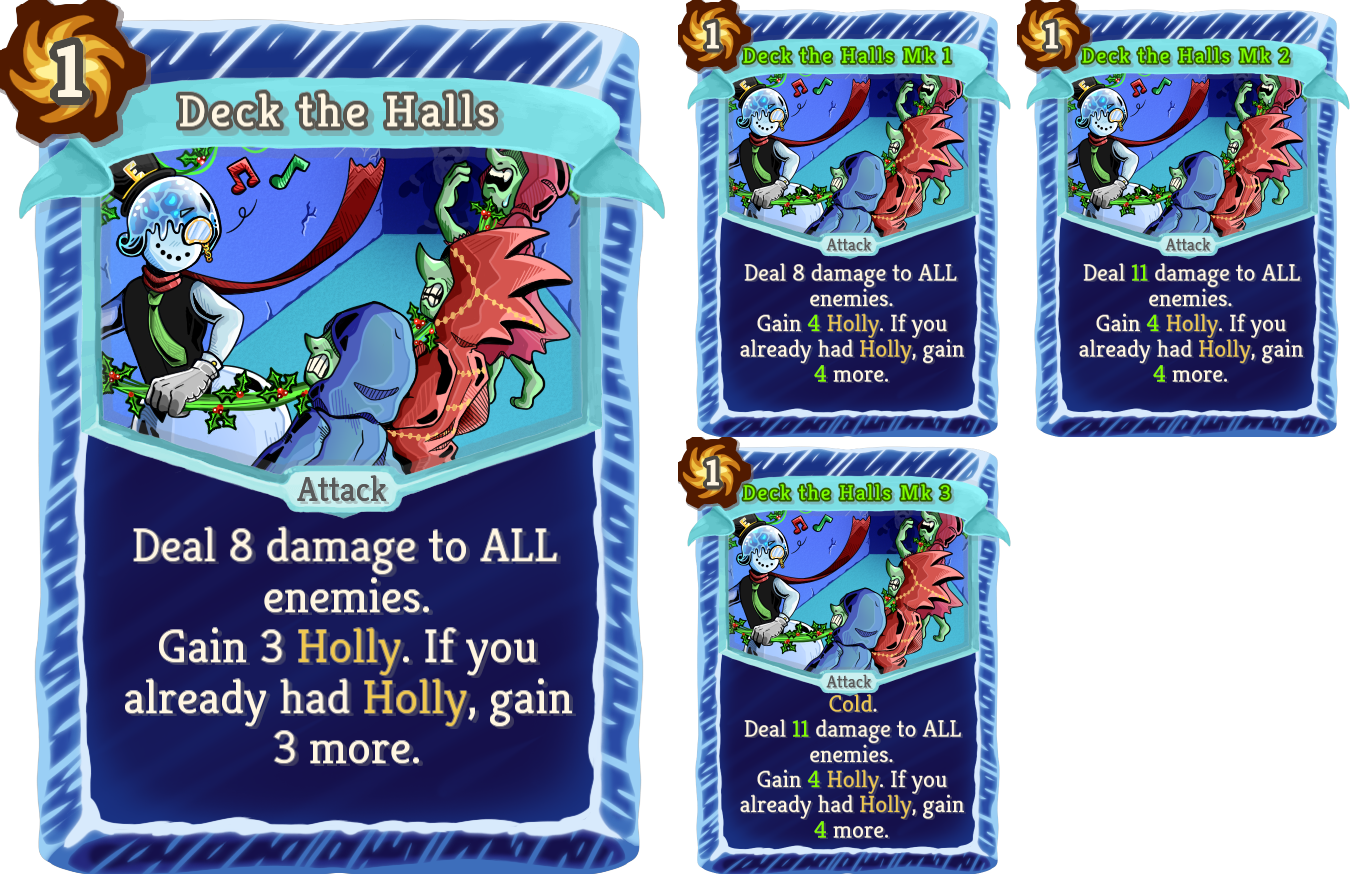 1
Deck the Halls
E
Attack
Deal 8 damage to ALL
enemies.
Gain 3 Holly. If you
already had Holly, gain
3 more.
1
Deck the Halls Mk 1
E
Attack
Deal 8 damage to ALL
enemies.
Gain 4 Holly. If you
already had Holly, gain
4 more.
1
Deck the Halls Mk 2
E
Attack
Deal 11 damage to ALL
enemies.
Gain 4 Holly. If you
already had Holly, gain
4 more.
1
Deck the Halls Mk 3
E
Attack
Cold.
Deal 11 damage to ALL
enemies.
Gain 4 Holly. If you
already had Holly, gain
4 more.